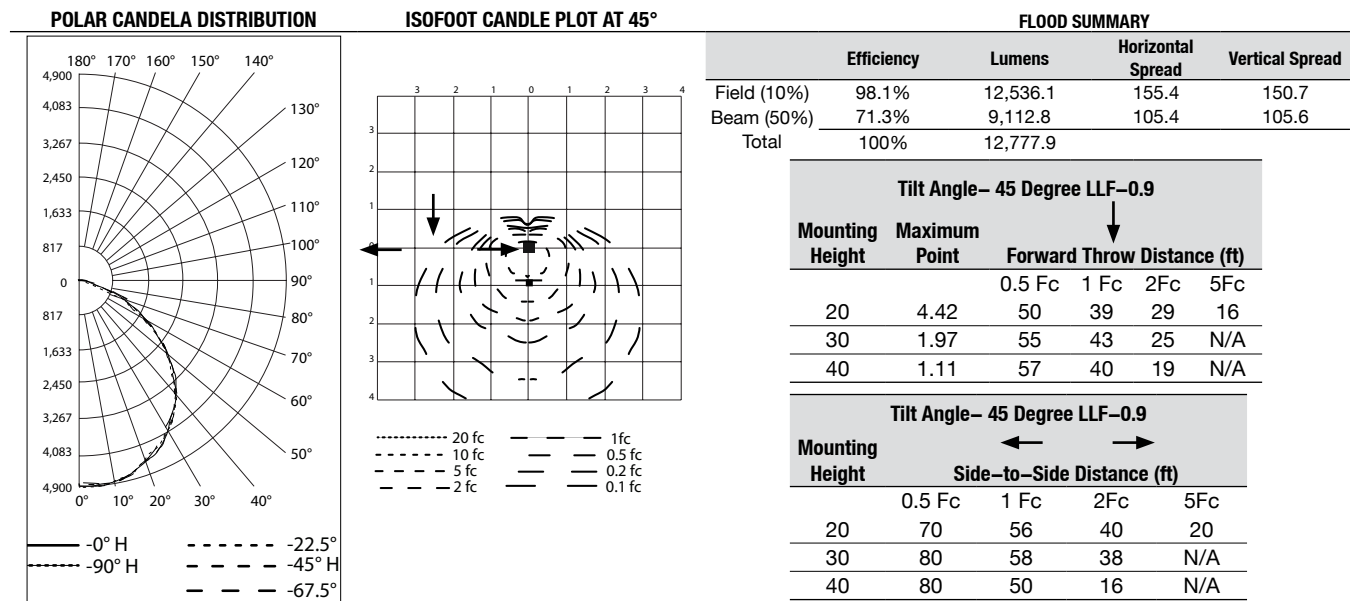 POLAR CANDELA DISTRIBUTION
180° 170° 160° 150° 140°
4,900
4,083
130°
3,267
120°
2,450
110°
1,633
100°
817
0
90°
817
80°
1,633
70°
2,450
60°
3,267
4,083
50°
4,900
0° 10° 20° 30° 40°
-0° H
-90° H
-22.5°
-45° H
-67.5°
ISOFOOT CANDLE PLOT AT 45°
3 2 1 0 1 2 3 4
3
2
1
0
1
2
3
4
20 fc
10 fc
5 fc
2 fc
1fc
0.5 fc
0.2 fc
0.1 fc
FLOOD SUMMARY
Efficiency Lumens Horizontal Spread Vertical Spread
Field (10%) 98.1% 12,536.1 155.4 150.7
Beam (50%) 71.3% 9,112.8 105.4 105.6
Total 100% 12,777.9
Tilt Angle– 45 Degree LLF–0.9
Mounting Height Maximum Point Forward Throw Distance (ft)
0.5 Fc 1 Fc 2Fc 5Fc
20 4.42 50 39 29 16
30 1.97 55 43 25 N/A
40 1.11 57 40 19 N/A
Tilt Angle– 45 Degree LLF–0.9
Mounting Height Side–to–Side Distance (ft)
0.5 Fc 1 Fc 2Fc 5Fc
20 70 56 40 20
30 80 58 38 N/A
40 80 50 16 N/A